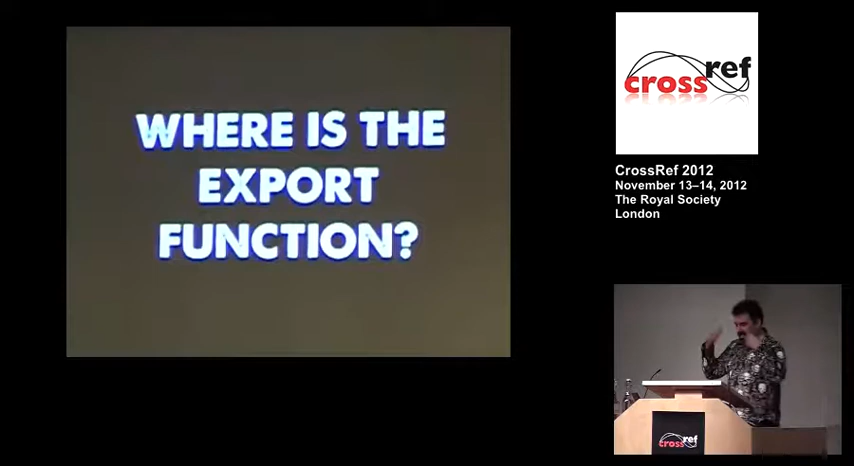 WHERE IS THE
EXPORT
FUNCTION?
crossref
CrossRef 2012
November 13–14, 2012
The Royal Society
London
crossref